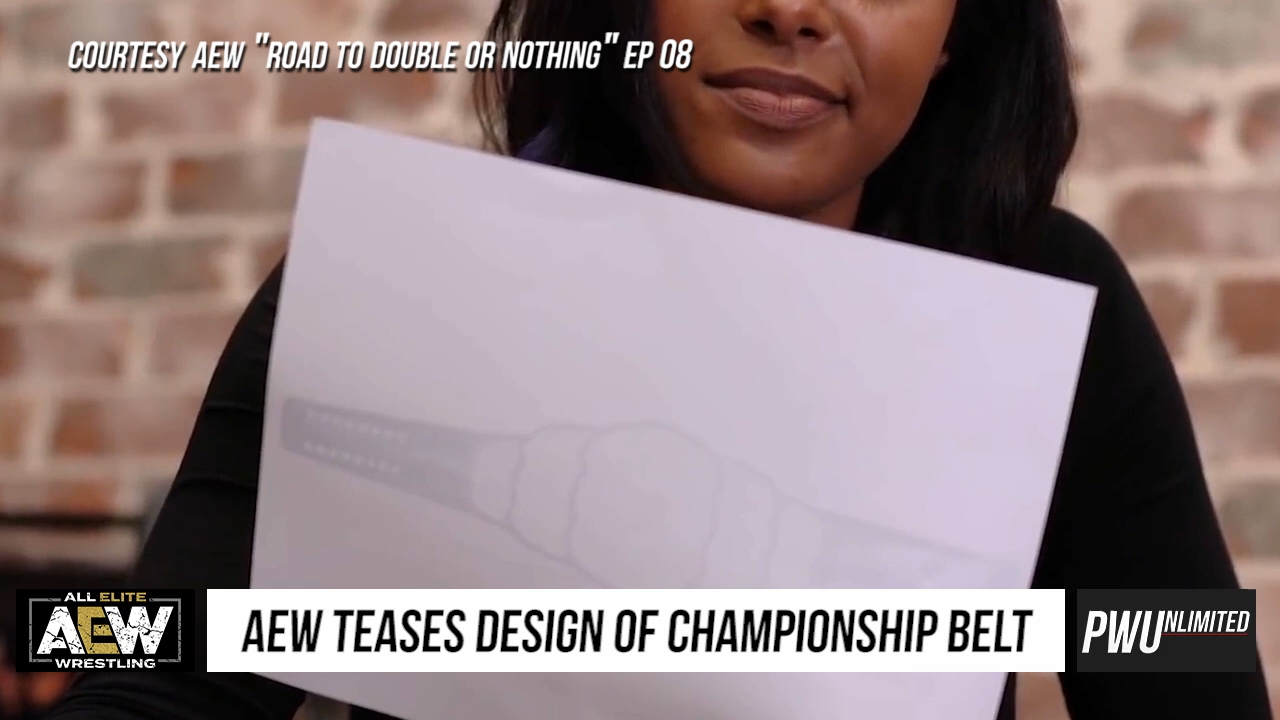 COURTESY AEW "ROAD TO DOUBLE OR NOTHING" EP 08
ALL ELITE
AEW
WRESTLING
AEW TEASES DESIGN OF CHAMPIONSHIP BELT
PWUNLIMITED